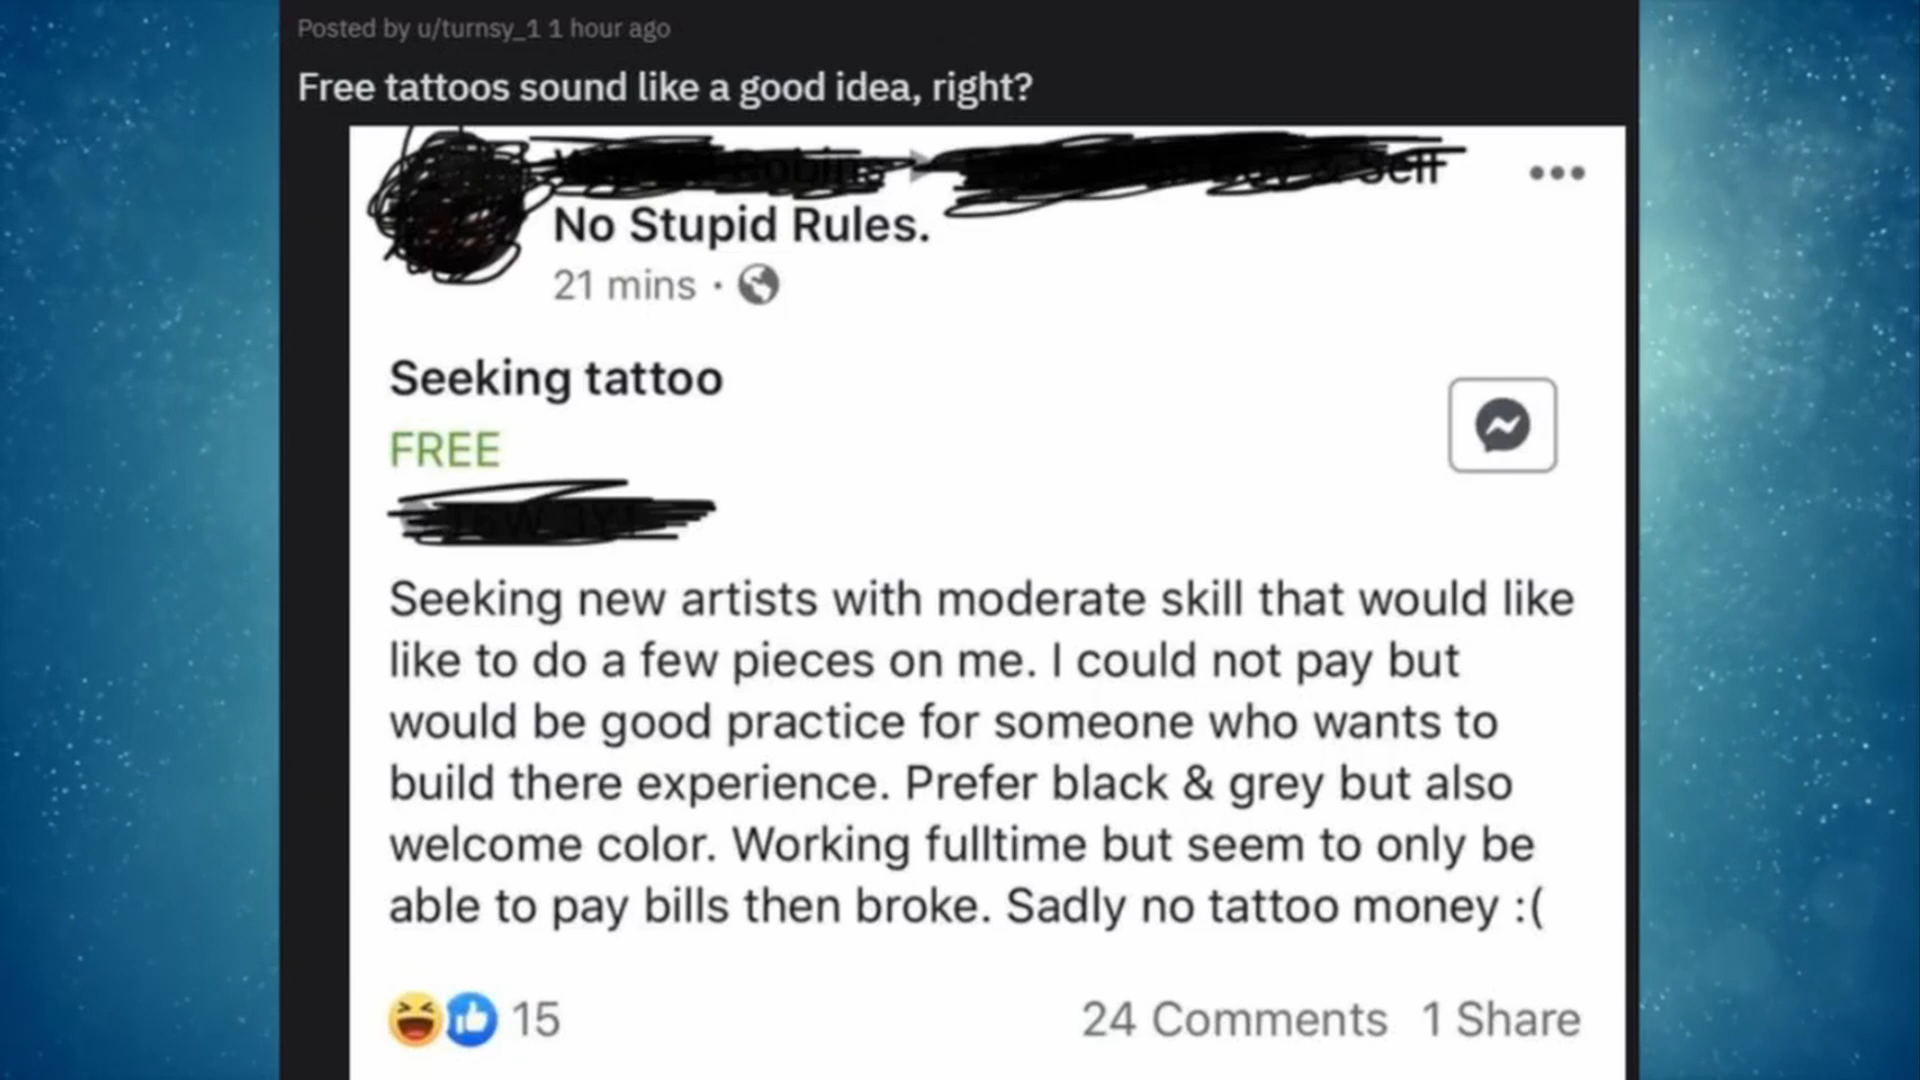 Posted by u/turnsy_1 1 hour ago
Free tattoos sound like a good idea, right?
No Stupid Rules.
21 mins ·
Seeking tattoo
FREE
Seeking new artists with moderate skill that would like
like to do a few pieces on me. I could not pay but
would be good practice for someone who wants to
build there experience. Prefer black & grey but also
welcome color. Working fulltime but seem to only be
able to pay bills then broke. Sadly no tattoo money :(
15
24 Comments 1 Share